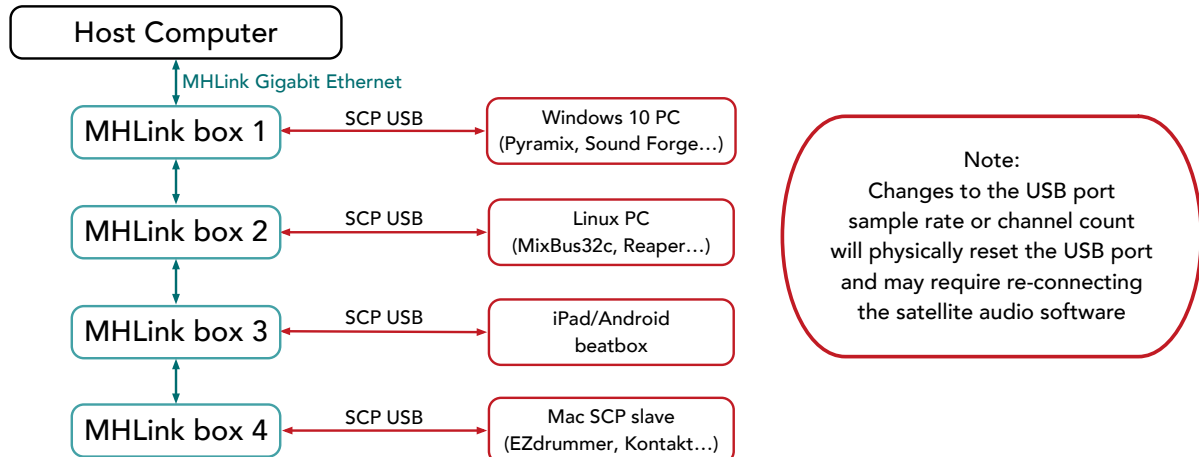 Host Computer
MHLink Gigabit Ethernet
MHLink box 1
SCP USB
Windows 10 PC
(Pyramix, Sound Forge…)
MHLink box 2
SCP USB
Linux PC
(MixBus32c, Reaper…)
MHLink box 3
SCP USB
iPad/Android
beatbox
MHLink box 4
SCP USB
Mac SCP slave
(EZdrummer, Kontakt…)
Note:
Changes to the USB port
sample rate or channel count
will physically reset the USB port
and may require re-connecting
the satellite audio software